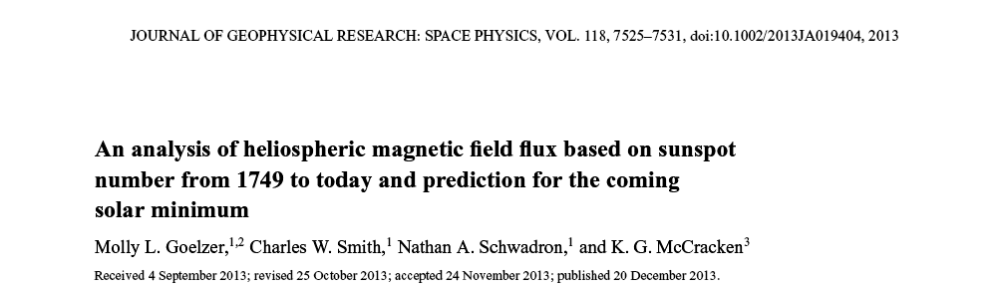 JOURNAL OF GEOPHYSICAL RESEARCH: SPACE PHYSICS, VOL. 118, 7525–7531, doi:10.1002/2013JA019404, 2013
An analysis of heliospheric magnetic field flux based on sunspot
number from 1749 to today and prediction for the coming
solar minimum
Molly L. Goelzer,1,2 Charles W. Smith,1 Nathan A. Schwadron,1 and K. G. McCracken3
Received 4 September 2013; revised 25 October 2013; accepted 24 November 2013; published 20 December 2013.